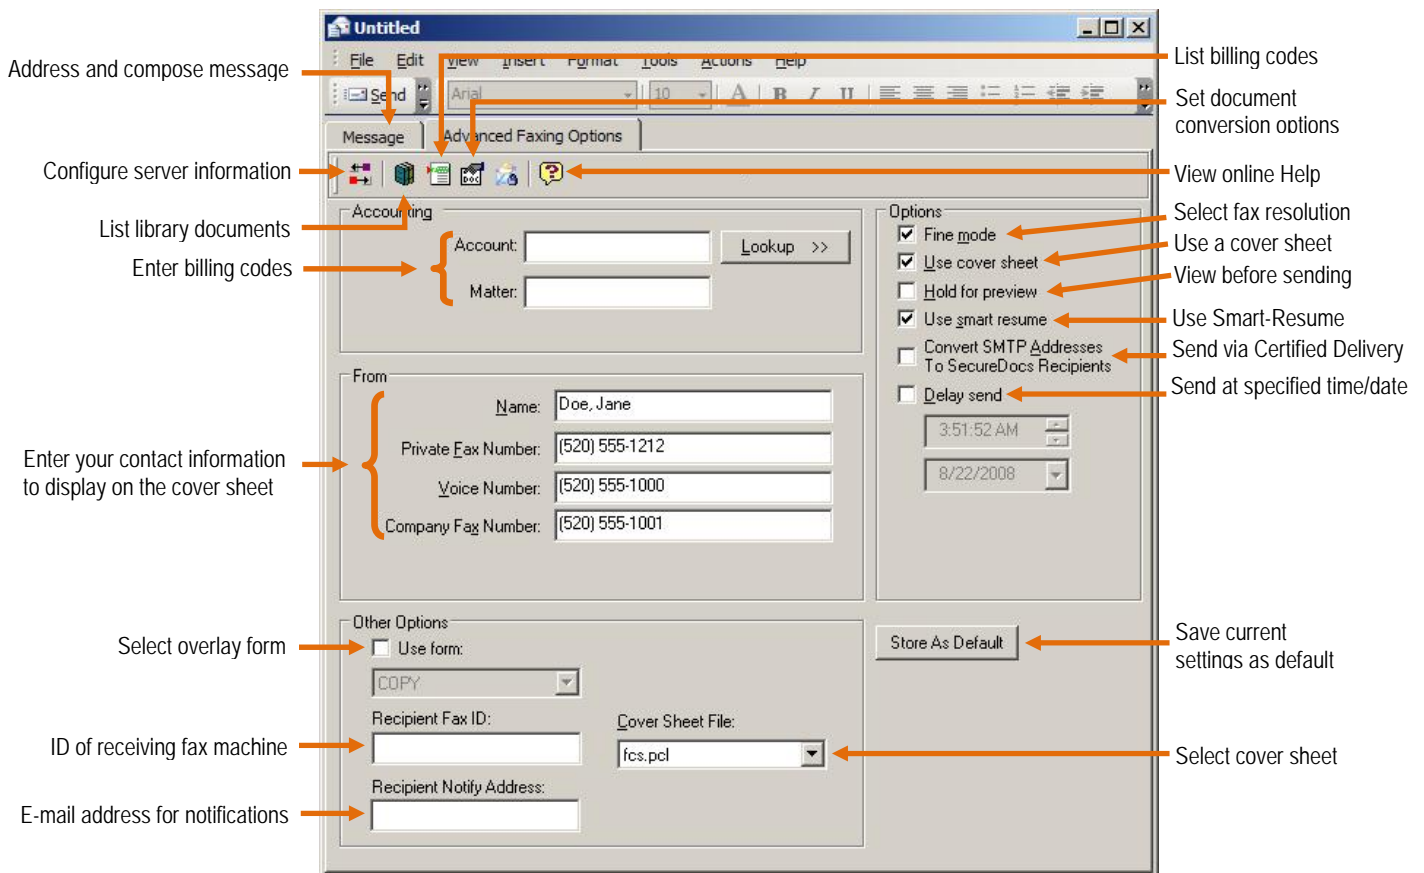 Untitled
File Edit View Insert Format Tools Actions Help
Send Arial 10 A B I U
Message Advanced Faxing Options
DOC
Address and compose message
Configure server information
List library documents
Enter billing codes
Enter your contact information
to display on the cover sheet
Select overlay form
ID of receiving fax machine
E-mail address for notifications
Accounting
Account:
Lookup >>
Matter:
From
Name: Doe, Jane
Private Fax Number: (520) 555-1212
Voice Number: (520) 555-1000
Company Fax Number: (520) 555-1001
Other Options
Use form:
COPY
Recipient Fax ID:
Cover Sheet File:
fcs.pcl
Recipient Notify Address:
Options
Fine mode
Use cover sheet
Hold for preview
Use smart resume
Convert SMTP Addresses
To SecureDocs Recipients
Delay send
3:51:52 AM
8/22/2008
Store As Default
List billing codes
Set document
conversion options
View online Help
Select fax resolution
Use a cover sheet
View before sending
Use Smart-Resume
Send via Certified Delivery
Send at specified time/date
Save current
settings as default
Select cover sheet